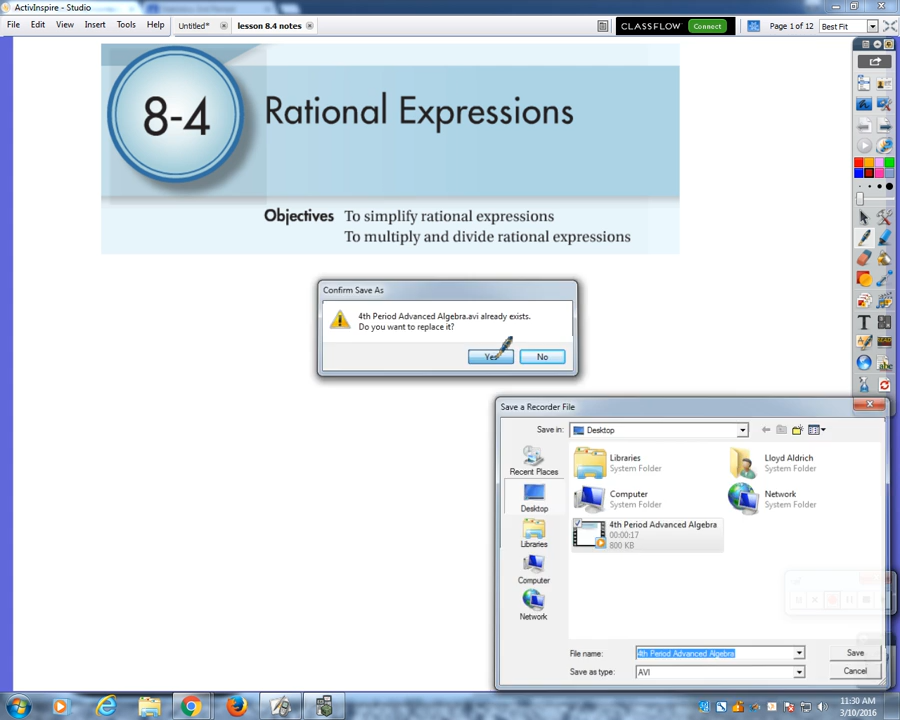 ActivInspire - Studio
File Edit View Insert Tools Help Untitled* lesson 8.4 notes CLASSFLOW Connect Page 1 of 12 Best Fit
8-4 Rational Expressions
Objectives To simplify rational expressions
To multiply and divide rational expressions
Confirm Save As
4th Period Advanced Algebra.avi already exists.
Do you want to replace it?
Yes No
Save a Recorder File
Save in: Desktop
Recent Places
Desktop
Libraries
Computer
Network
Libraries
System Folder
Lloyd Aldrich
System Folder
Computer
System Folder
Network
System Folder
4th Period Advanced Algebra
00:00:17
800 KB
File name: 4th Period Advanced Algebra Save
Save as type: AVI Cancel
11:30 AM
3/10/2016